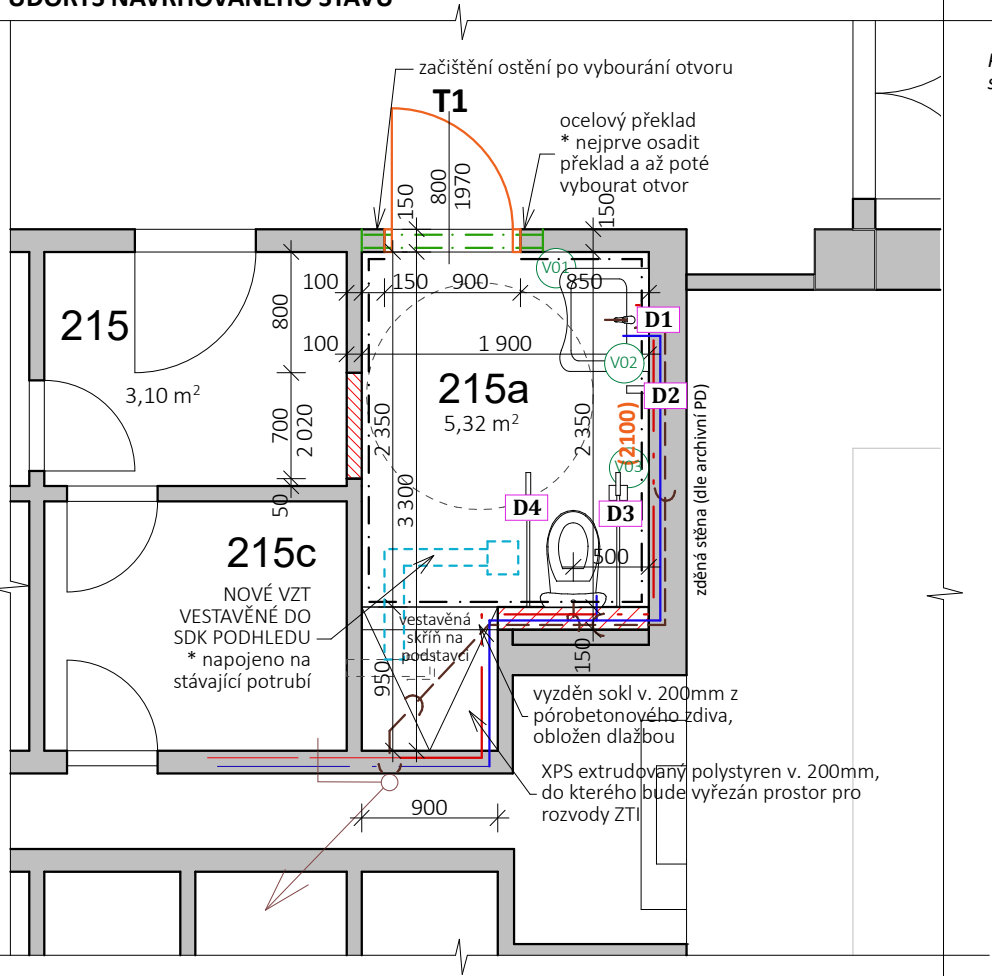 PŮDORYS NAVRHOVANÉHO STAVU
začištění ostění po vybourání otvoru
T1
ocelový překlad
* nejprve osadit
překlad a až poté
vybourat otvor
150
800
1970
150
V01
100
150
900
850
215
800
D1
100
1 900
V02
3,10 m²
215a
5,32 m²
D2
700
2 020
2 350
2 350
(2100)
zděná stěna (dle archivní PD)
V03
50
3 300
D4
D3
215c
500
NOVÉ VZT
VESTAVĚNÉ DO
SDK PODHLEDU
* napojeno na
stávající potrubí
vestavěná
skříň na
podstavci
950
150
vyzděn sokl v. 200mm z
pórobetonového zdiva,
obložen dlažbou
XPS extrudovaný polystyren v. 200mm,
do kterého bude vyřezán prostor pro
rozvody ZTI
900